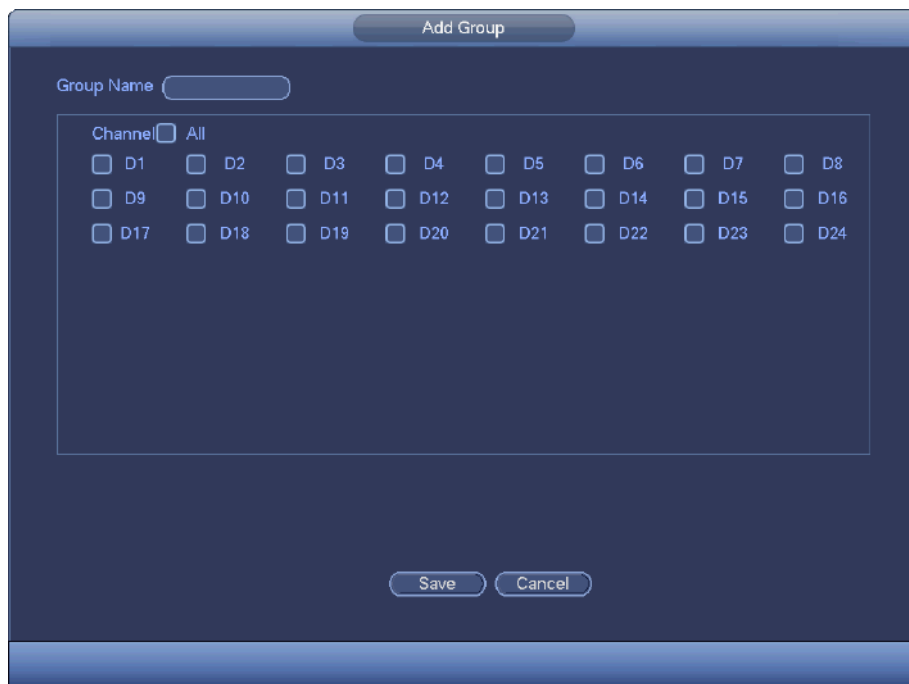 Add Group
Group Name
Channel All
D1 D2 D3 D4 D5 D6 D7 D8
D9 D10 D11 D12 D13 D14 D15 D16
D17 D18 D19 D20 D21 D22 D23 D24
Save Cancel